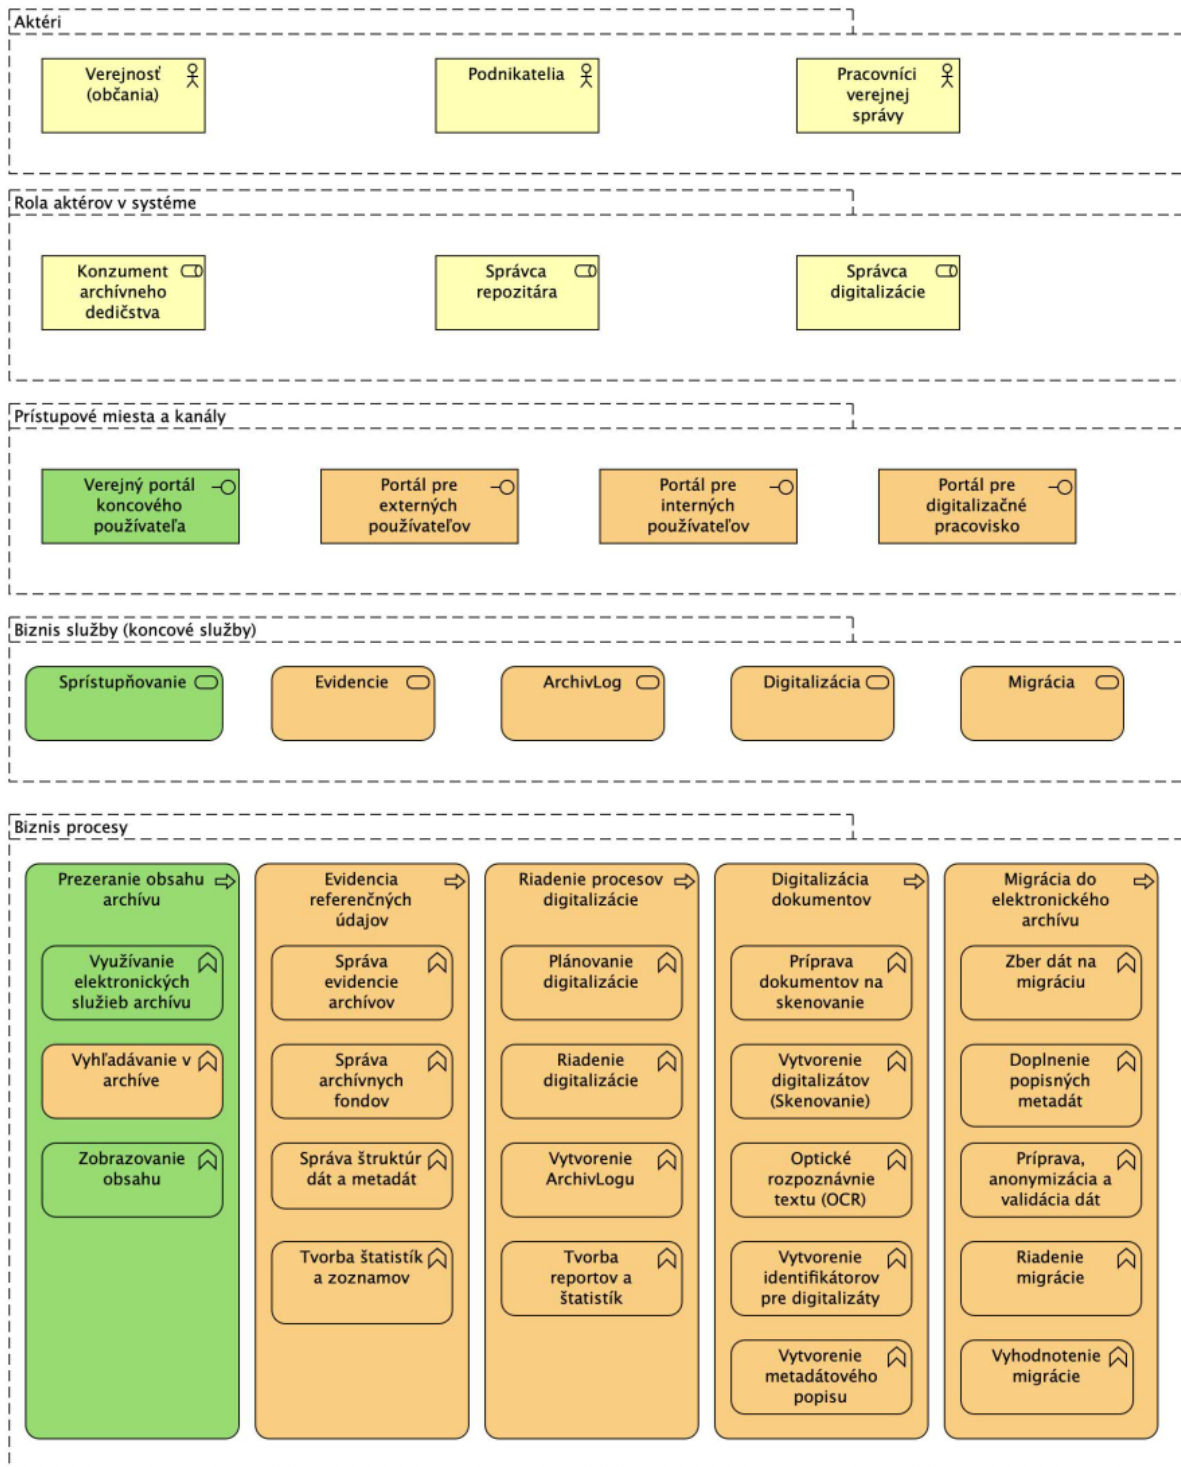 Aktéri
Verejnosť
(občania)
Podnikatelia
Pracovníci
verejnej
správy
Rola aktérov v systéme
Konzument
archívneho
dedičstva
Správca
repozitára
Správca
digitalizácie
Prístupové miesta a kanály
Verejný portál
koncového
používateľa
Portál pre
externých
používateľov
Portál pre
interných
používateľov
Portál pre
digitalizačné
pracovisko
Biznis služby (koncové služby)
Sprístupňovanie
Evidencie
ArchivLog
Digitalizácia
Migrácia
Biznis procesy
Prezeranie obsahu
archívu
Využívanie
elektronických
služieb archívu
Vyhľadávanie v
archíve
Zobrazovanie
obsahu
Evidencia
referenčných
údajov
Správa
evidencie
archívov
Správa
archívnych
fondov
Správa štruktúr
dát a metadát
Tvorba štatistík
a zoznamov
Riadenie procesov
digitalizácie
Plánovanie
digitalizácie
Riadenie
digitalizácie
Vytvorenie
ArchivLogu
Tvorba
reportov a
štatistík
Digitalizácia
dokumentov
Príprava
dokumentov na
skenovanie
Vytvorenie
digitalizátov
(Skenovanie)
Optické
rozpoznávnie
textu (OCR)
Vytvorenie
identifikátorov
pre digitalizáty
Vytvorenie
metadátového
popisu
Migrácia do
elektronického
archívu
Zber dát na
migráciu
Doplnenie
popisných
metadát
Príprava,
anonymizácia a
validácia dát
Riadenie
migrácie
Vyhodnotenie
migrácie